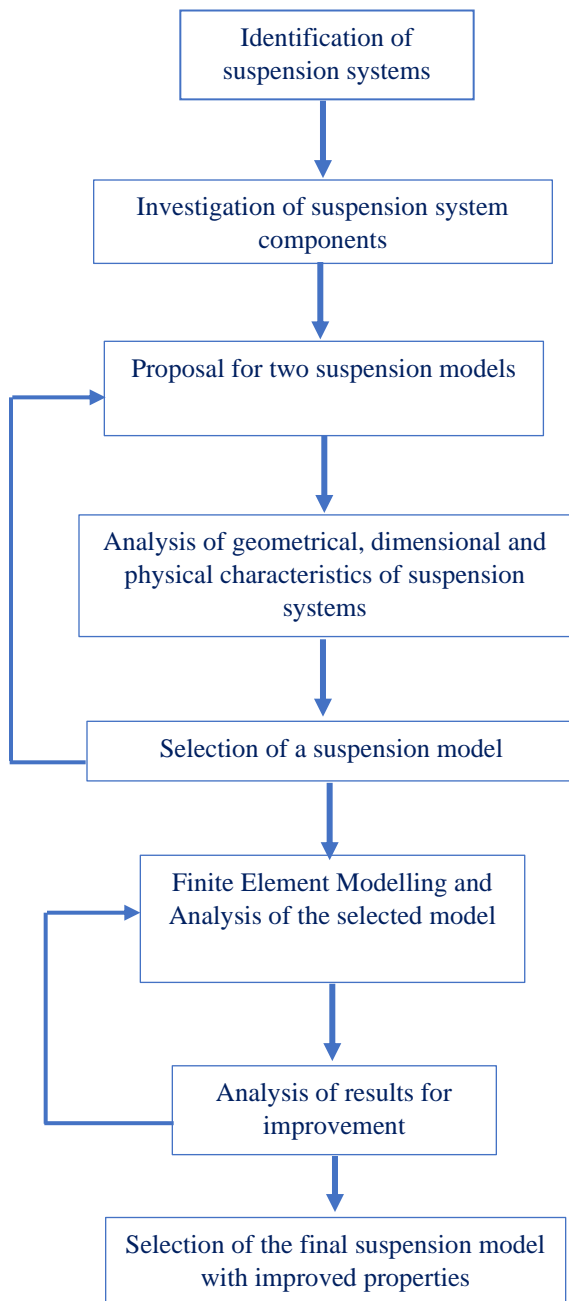 Identification of
suspension systems
Investigation of suspension system
components
Proposal for two suspension models
Analysis of geometrical, dimensional and
physical characteristics of suspension
systems
Selection of a suspension model
Finite Element Modelling and
Analysis of the selected model
Analysis of results for
improvement
Selection of the final suspension model
with improved properties